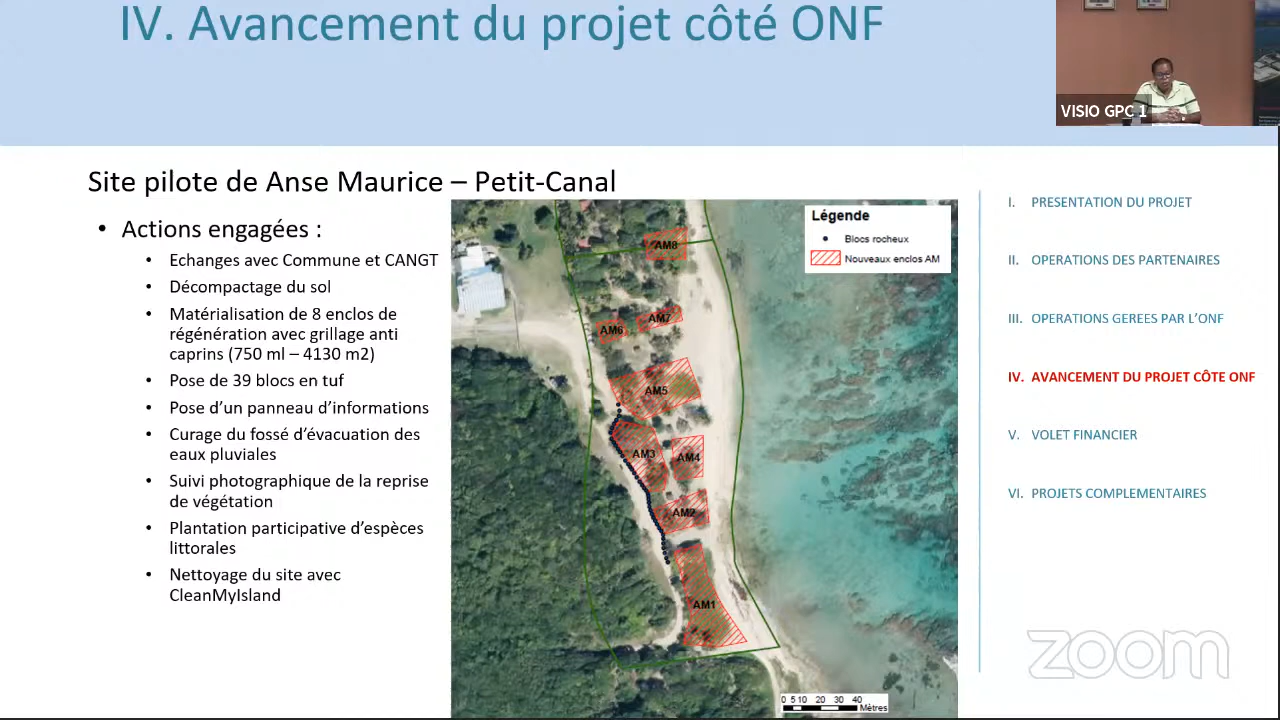 IV. Avancement du projet côté ONF
VISIO GPC 1
Site pilote de Anse Maurice – Petit-Canal
• Actions engagées :
• Echanges avec Commune et CANGT
• Décompactage du sol
• Matérialisation de 8 enclos de
régénération avec grillage anti
caprins (750 ml – 4130 m2)
• Pose de 39 blocs en tuf
• Pose d'un panneau d'informations
• Curage du fossé d'évacuation des
eaux pluviales
• Suivi photographique de la reprise
de végétation
• Plantation participative d'espèces
littorales
• Nettoyage du site avec
CleanMyIsland
Légende
Blocs rocheux
Nouveaux enclos AM
AM8
AM7
AM6
AM5
AM3
AM4
AM2
AM1
0 5 10 20 30 40
Mètres
I. PRESENTATION DU PROJET
II. OPERATIONS DES PARTENAIRES
III. OPERATIONS GEREES PAR L'ONF
IV. AVANCEMENT DU PROJET CÔTE ONF
V. VOLET FINANCIER
VI. PROJETS COMPLEMENTAIRES
zoom